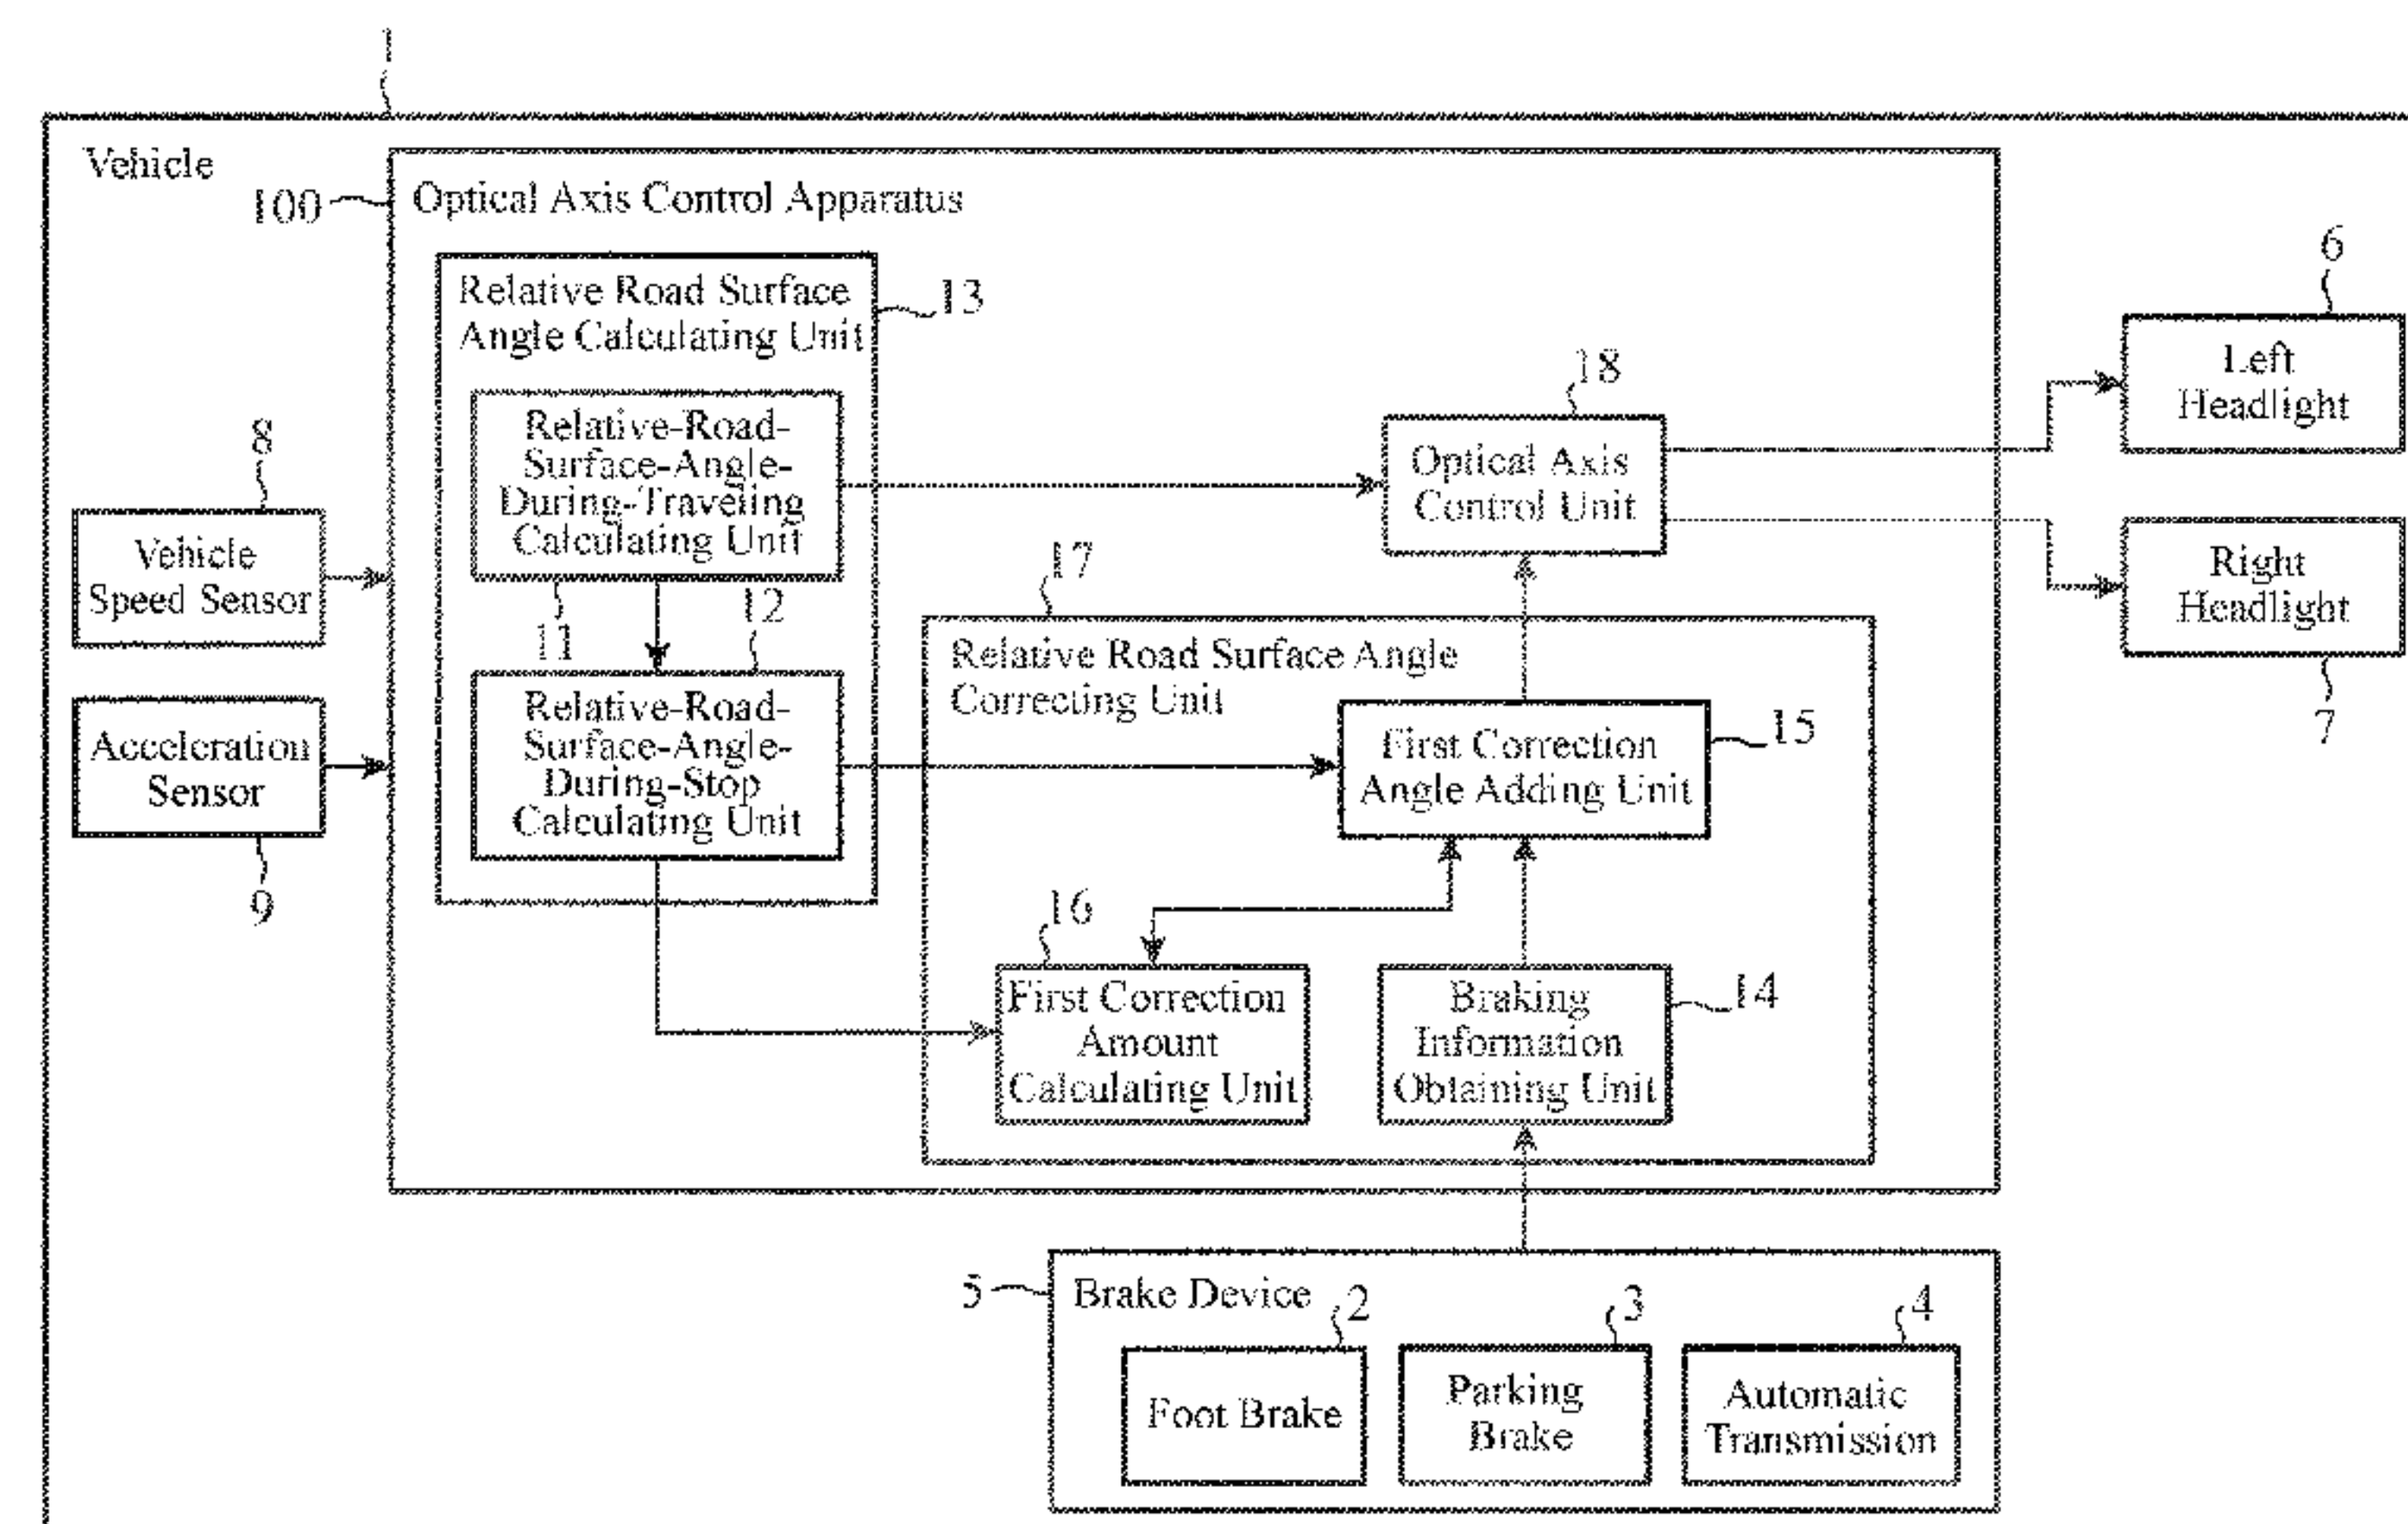 1
Vehicle
100
Optical Axis Control Apparatus
Relative Road Surface
Angle Calculating Unit
13
Relative-Road-
Surface-Angle-
During-Traveling
Calculating Unit
11
12
Relative-Road-
Surface-Angle-
During-Stop
Calculating Unit
8
Vehicle
Speed Sensor
Acceleration
Sensor
9
18
Optical Axis
Control Unit
6
Left
Headlight
Right
Headlight
7
17
Relative Road Surface Angle
Correcting Unit
First Correction
Angle Adding Unit
15
16
First Correction
Amount
Calculating Unit
Braking
Information
Obtaining Unit
14
5
Brake Device
2
Foot Brake
3
Parking
Brake
4
Automatic
Transmission